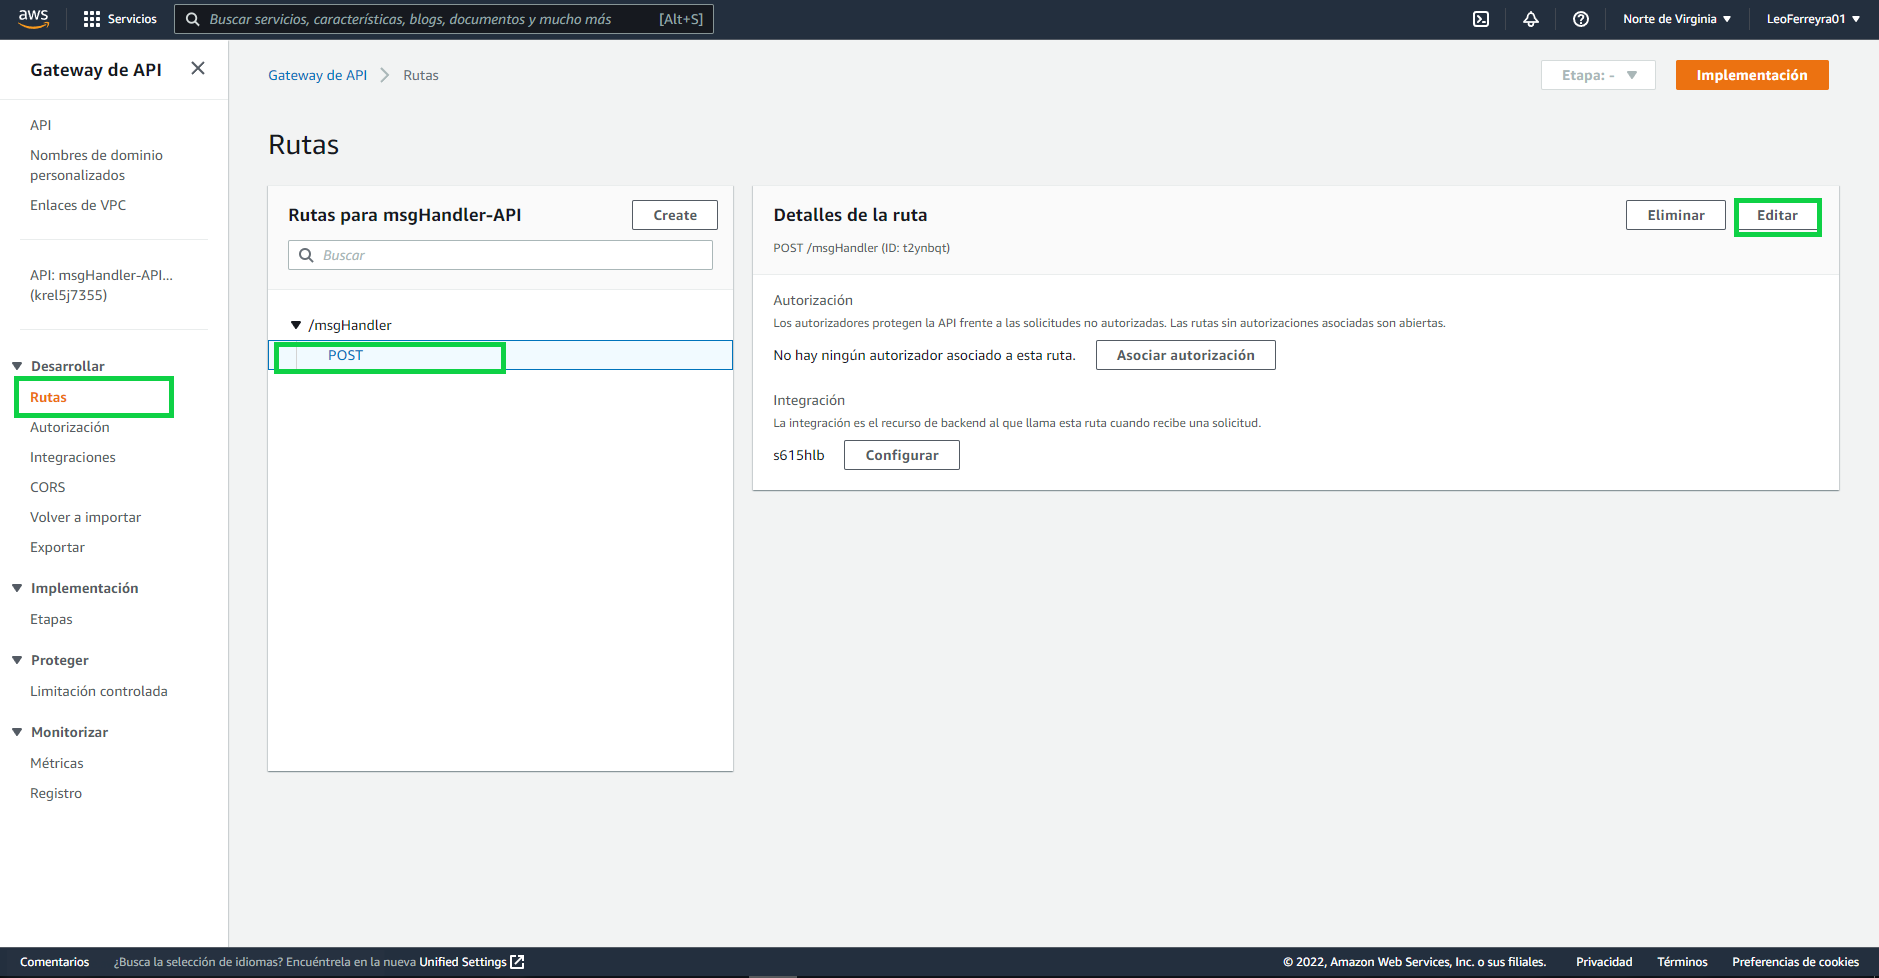 aws
Servicios
Buscar servicios, características, blogs, documentos y mucho más
[Alt+S]
Norte de Virginia
LeoFerreyra01
Gateway de API
API
Nombres de dominio
personalizados
Enlaces de VPC
API: msgHandler-API...
(krel5j7355)
Desarrollar
Rutas
Autorización
Integraciones
CORS
Volver a importar
Exportar
Implementación
Etapas
Proteger
Limitación controlada
Monitorizar
Métricas
Registro
Gateway de API
Rutas
Etapa: -
Implementación
Rutas
Rutas para msgHandler-API
Create
Buscar
/msgHandler
POST
Detalles de la ruta
Eliminar
Editar
POST /msgHandler (ID: t2ynbqt)
Autorización
Los autorizadores protegen la API frente a las solicitudes no autorizadas. Las rutas sin autorizaciones asociadas son abiertas.
No hay ningún autorizador asociado a esta ruta.
Asociar autorización
Integración
La integración es el recurso de backend al que llama esta ruta cuando recibe una solicitud.
s615hlb
Configurar
Comentarios
¿Busca la selección de idiomas? Encuéntrela en la nueva Unified Settings
© 2022, Amazon Web Services, Inc. o sus filiales.
Privacidad
Términos
Preferencias de cookies